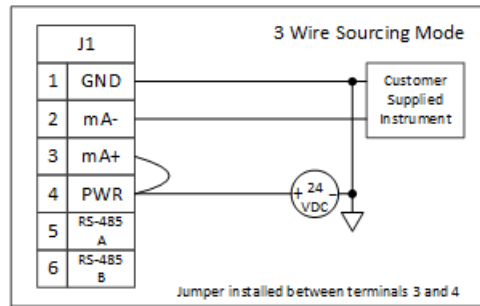 3 Wire Sourcing Mode
J1
1 GND
2 mA-
3 mA+
4 PWR
5 RS-485
A
6 RS-485
B
Customer
Supplied
Instrument
+ 24 -
VDC
Jumper installed between terminals 3 and 4